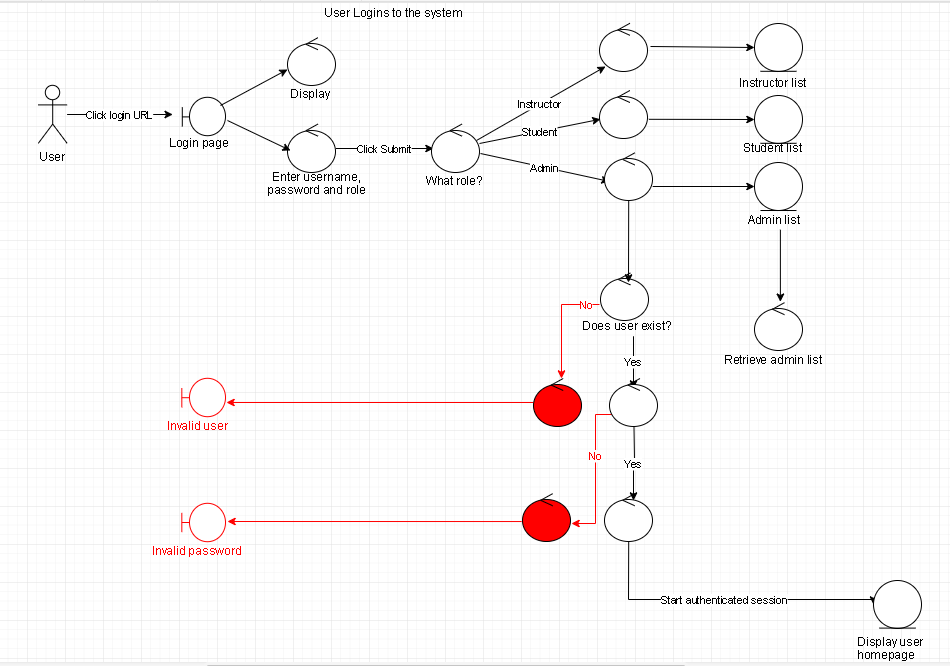 User Logins to the system
Display
Instructor list
Instructor
Click login URL
Student
Login page
Click Submit
Student list
User
Enter username,
password and role
What role?
Admin
Admin list
No
Does user exist?
Yes
Retrieve admin list
Invalid user
No
Yes
Invalid password
Start authenticated session
Display user
homepage